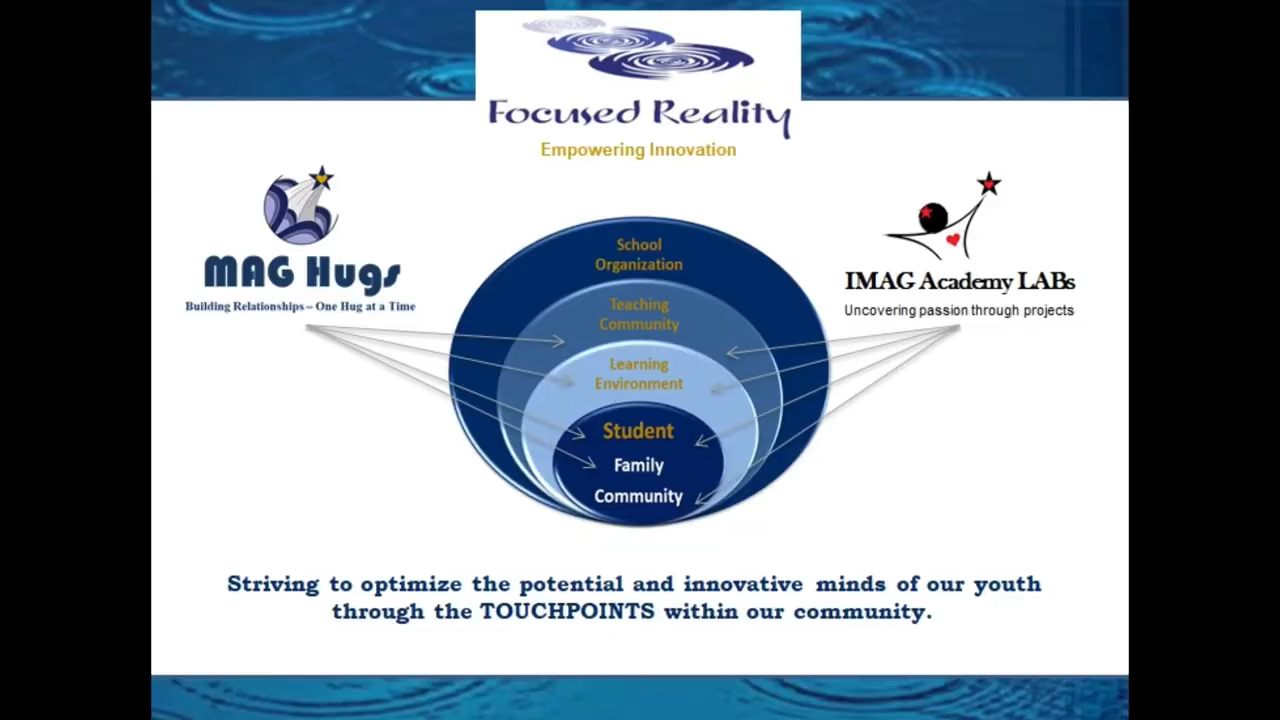 Focused Reality
Empowering Innovation
MAG Hugs
Building Relationships – One Hug at a Time
IMAG Academy LABs
Uncovering passion through projects
School
Organization
Teaching
Community
Learning
Environment
Student
Family
Community
Striving to optimize the potential and innovative minds of our youth
through the TOUCHPOINTS within our community.